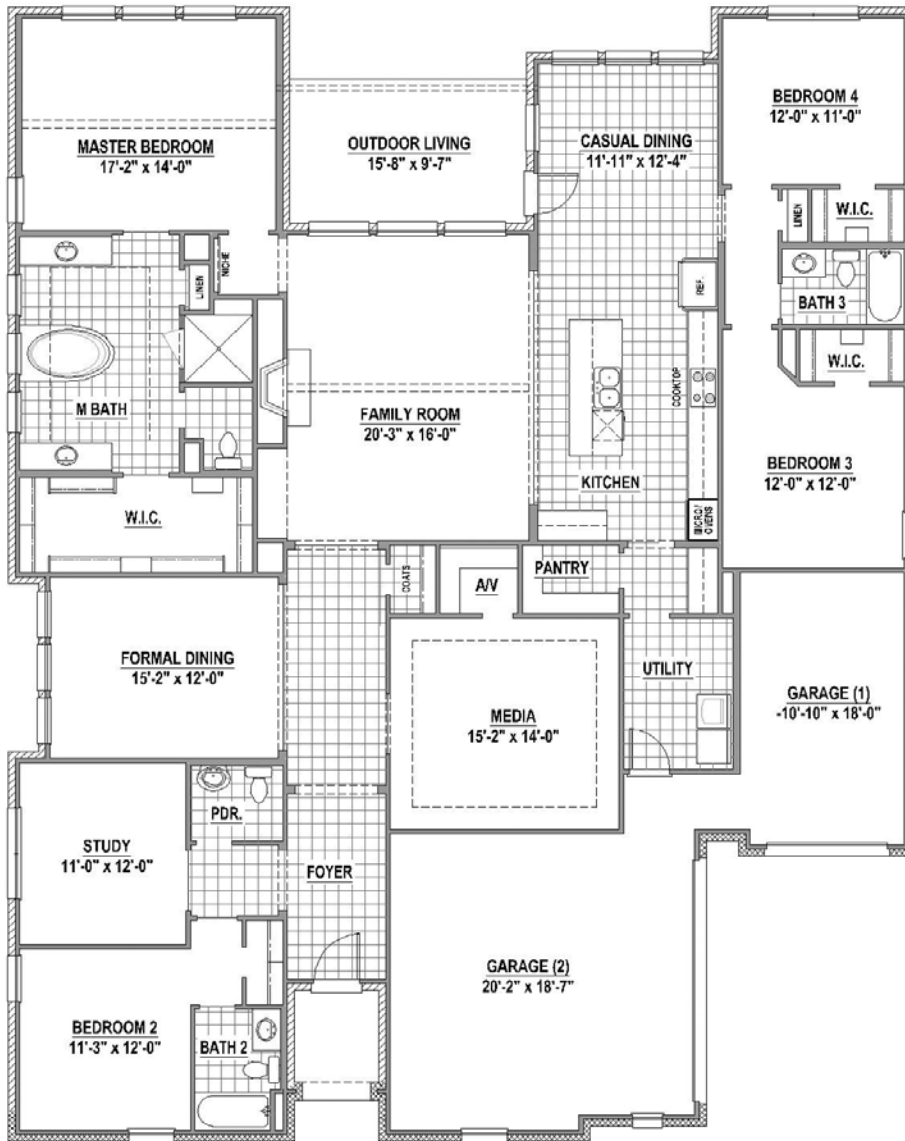 MASTER BEDROOM
17'-2" x 14'-0"
OUTDOOR LIVING
15'-8" x 9'-7"
CASUAL DINING
11'-11" x 12'-4"
BEDROOM 4
12'-0" x 11'-0"
LINEN
W.I.C.
NICHE
LINEN
REF.
BATH 3
W.I.C.
COOKTOP
M BATH
FAMILY ROOM
20'-3" x 16'-0"
BEDROOM 3
12'-0" x 12'-0"
KITCHEN
MICRO/
OVENS
W.I.C.
COATS
A/V
PANTRY
FORMAL DINING
15'-2" x 12'-0"
UTILITY
GARAGE (1)
-10'-10" x 18'-0"
MEDIA
15'-2" x 14'-0"
PDR.
STUDY
11'-0" x 12'-0"
FOYER
GARAGE (2)
20'-2" x 18'-7"
BEDROOM 2
11'-3" x 12'-0"
BATH 2